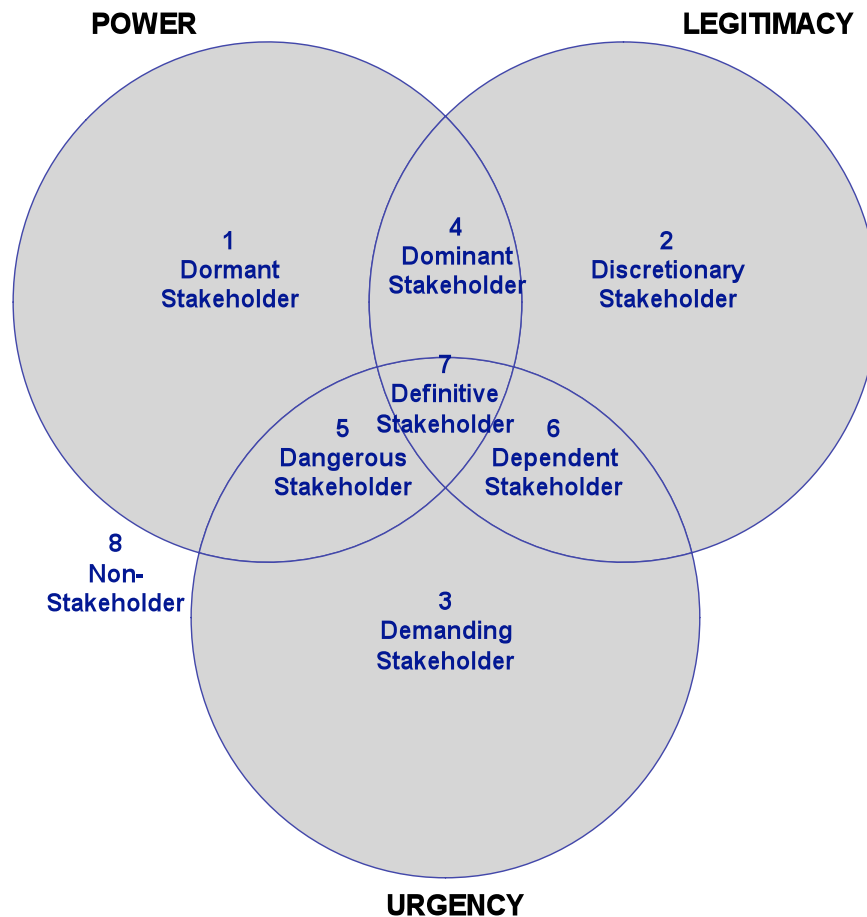 POWER
LEGITIMACY
1
Dormant
Stakeholder
4
Dominant
Stakeholder
2
Discretionary
Stakeholder
7
Definitive
Stakeholder
5
Dangerous
Stakeholder
6
Dependent
Stakeholder
8
Non-
Stakeholder
3
Demanding
Stakeholder
URGENCY